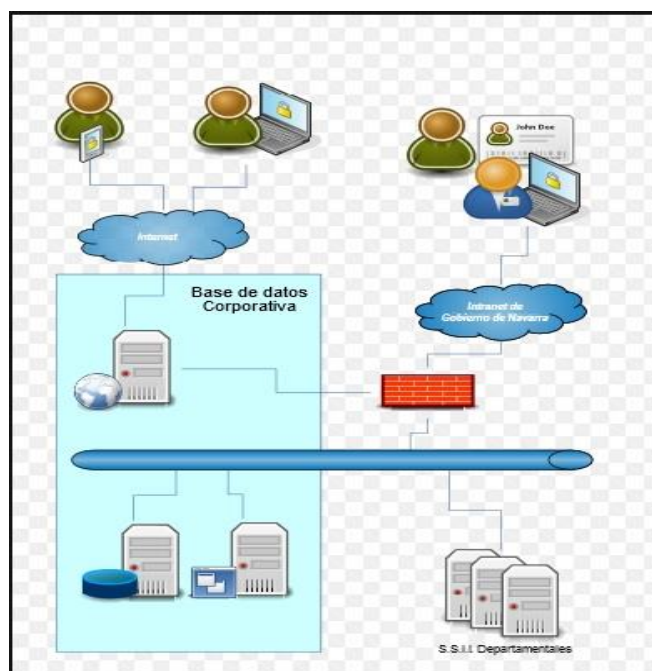 John Doe
Internet
Base de datos
Corporativa
Intranet de
Gobierno de Navarra
S.S.I.I. Departamentales